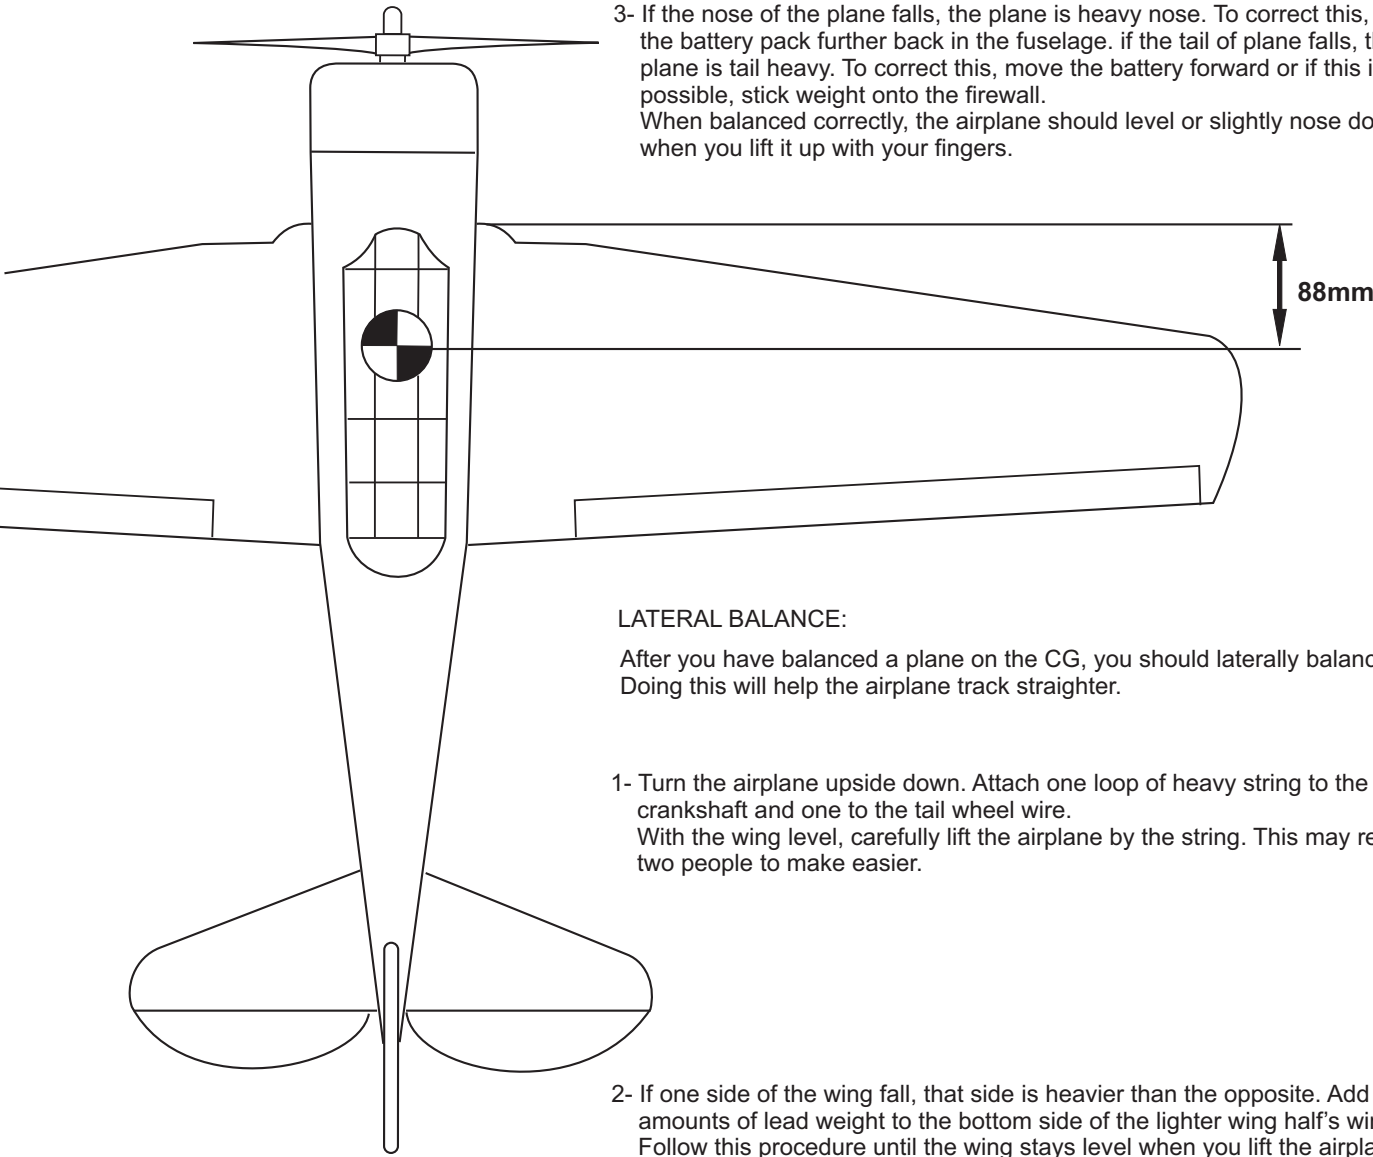 3- If the nose of the plane falls, the plane is heavy nose. To correct this,
the battery pack further back in the fuselage. if the tail of plane falls,
plane is tail heavy. To correct this, move the battery forward or if this
possible, stick weight onto the firewall.
When balanced correctly, the airplane should level or slightly nose
when you lift it up with your fingers.
88mm
LATERAL BALANCE:
After you have balanced a plane on the CG, you should laterally
Doing this will help the airplane track straighter.
1- Turn the airplane upside down. Attach one loop of heavy string to the
crankshaft and one to the tail wheel wire.
With the wing level, carefully lift the airplane by the string. This may
two people to make easier.
2- If one side of the wing fall, that side is heavier than the opposite. Add
amounts of lead weight to the bottom side of the lighter wing half's
Follow this procedure until the wing stays level when you lift the